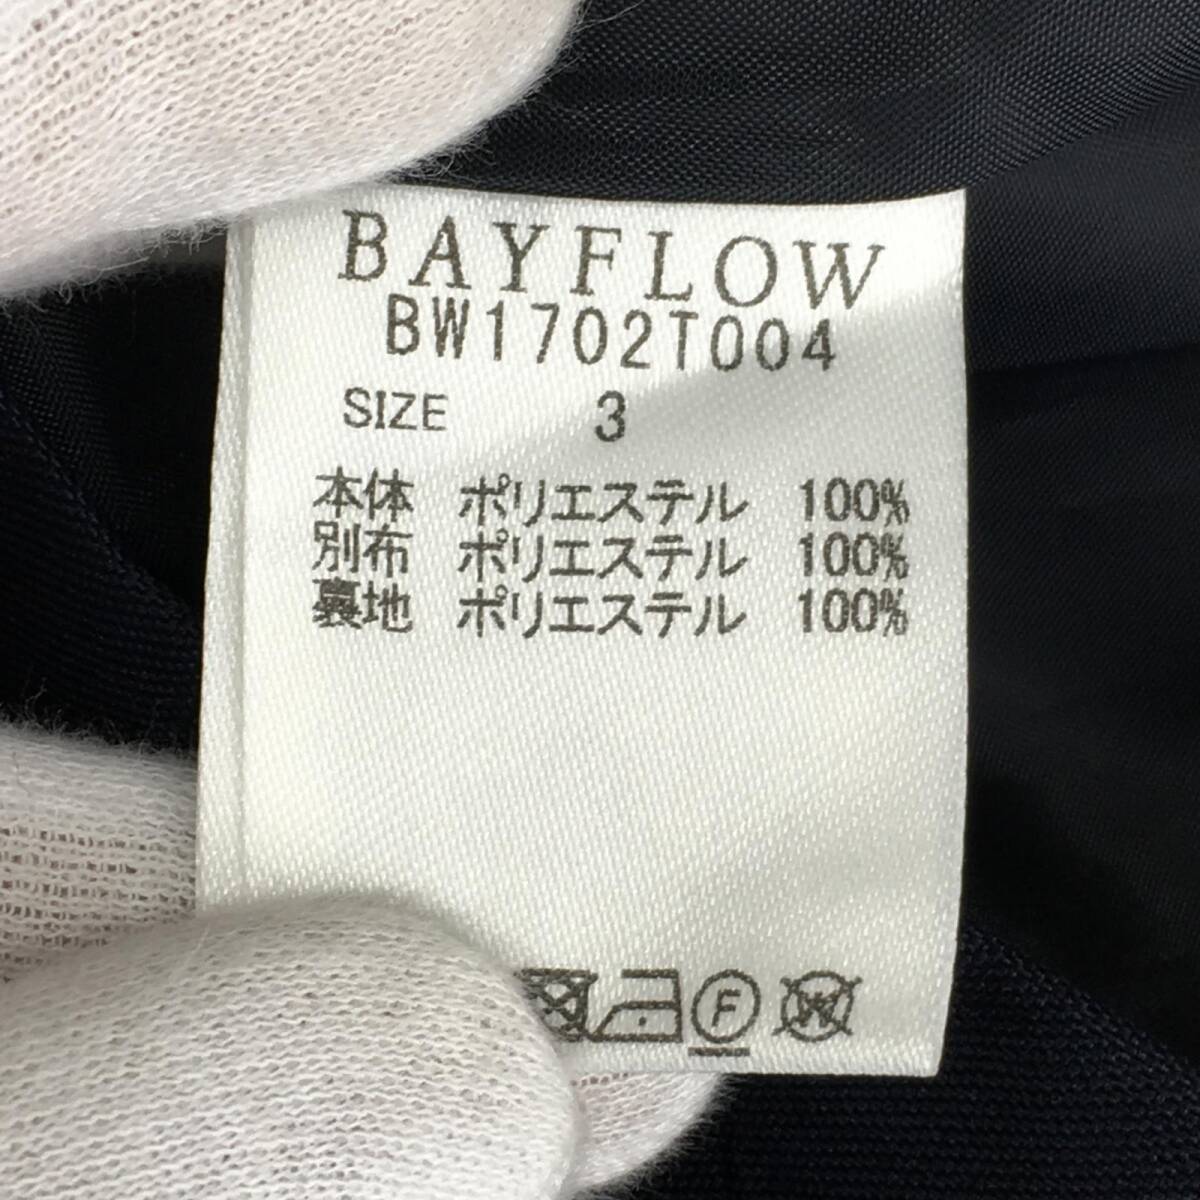 BAYFLOW
BW1702T004
SIZE 3
本体 ポリエステル 100%
別布 ポリエステル 100%
裏地 ポリエステル 100%
F W